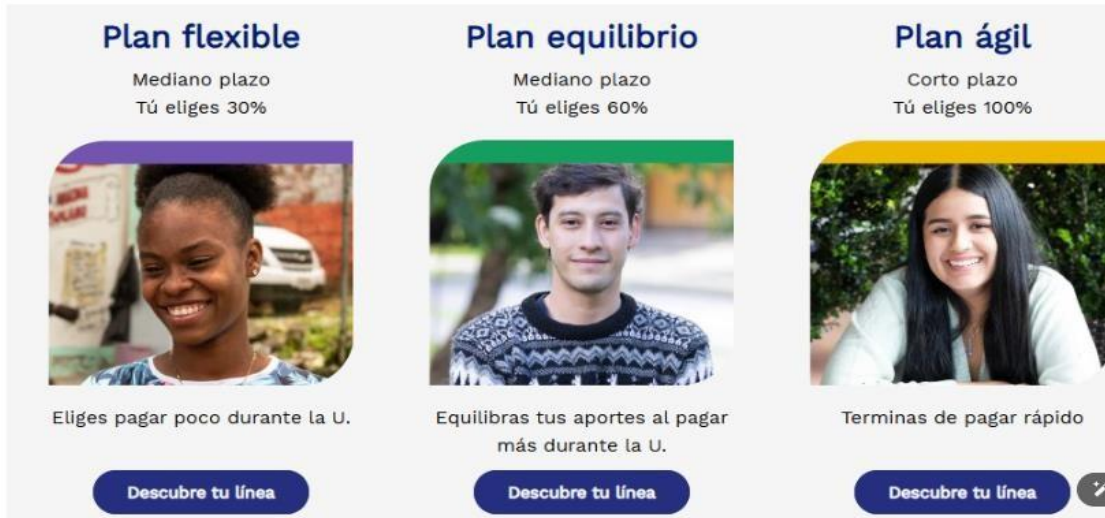 Plan flexible
Mediano plazo
Tú eliges 30%
Eliges pagar poco durante la U.
Descubre tu línea
Plan equilibrio
Mediano plazo
Tú eliges 60%
Equilibras tus aportes al pagar
más durante la U.
Descubre tu línea
Plan ágil
Corto plazo
Tú eliges 100%
Terminas de pagar rápido
Descubre tu línea